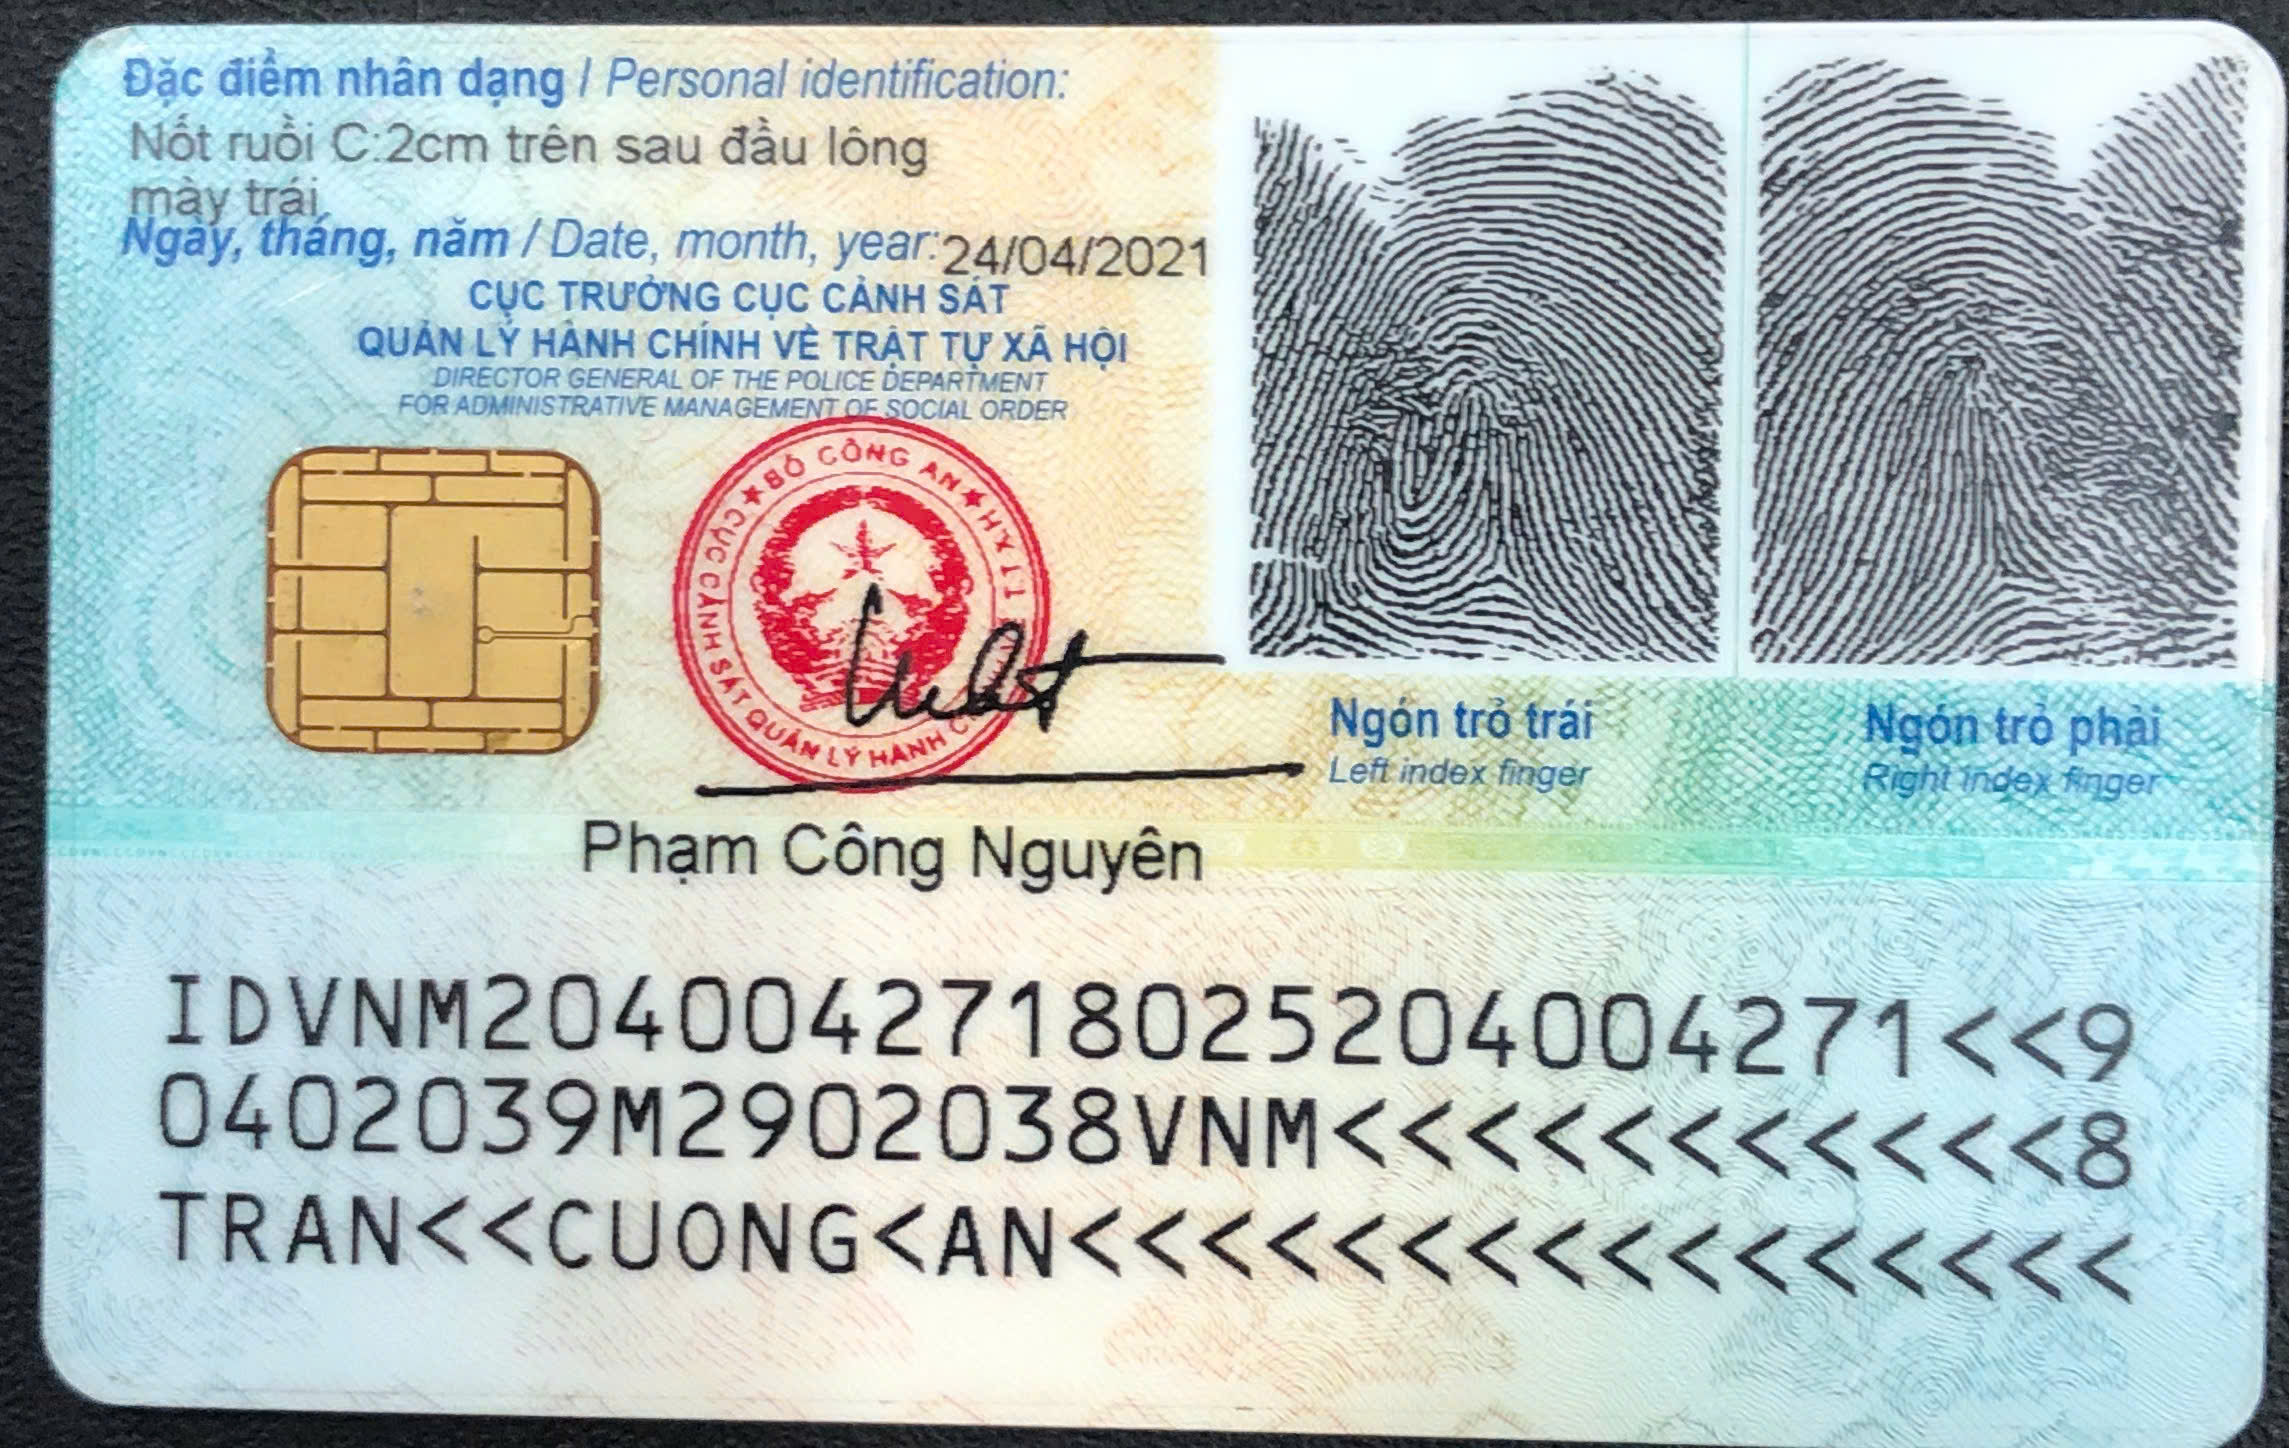 Đặc điểm nhân dạng / Personal identification:
Nốt ruồi C:2cm trên sau đầu lông
mày trái
Ngày, tháng, năm / Date, month, year: 24/04/2021
CỤC TRƯỞNG CỤC CẢNH SÁT
QUẢN LÝ HÀNH CHÍNH VỀ TRẬT TỰ XÃ HỘI
DIRECTOR GENERAL OF THE POLICE DEPARTMENT
FOR ADMINISTRATIVE MANAGEMENT OF SOCIAL ORDER
★ BỘ CÔNG AN ★
CỤC CẢNH SÁT QUẢN LÝ HÀNH
Ngón trỏ trái
Left index finger
Ngón trỏ phải
Right index finger
Phạm Công Nguyên
IDVNM2040042718025204004271<<9
0402039M2902038VNM<<<<<<<<<<<8
TRAN<<CUONG<AN<<<<<<<<<<<<<<<<